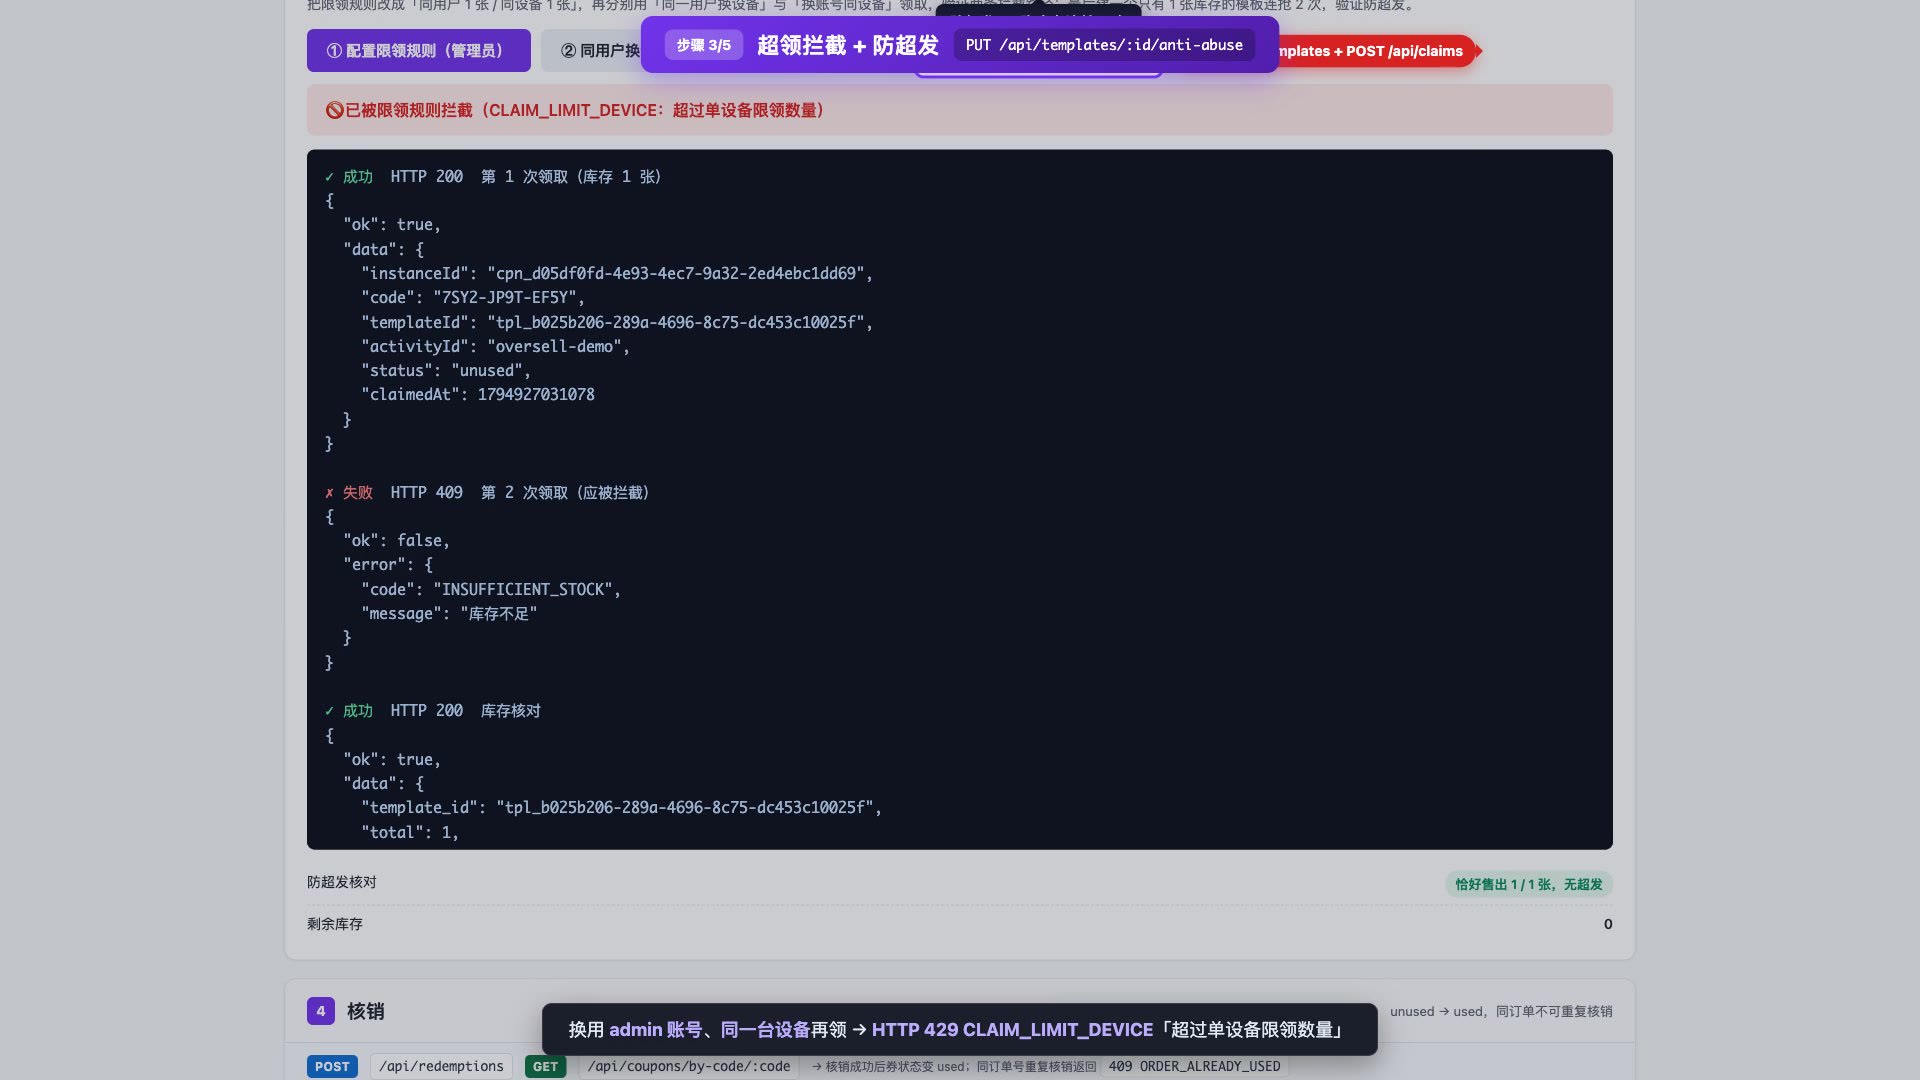 把限领规则改成「同用户 1 张 / 同设备 1 张」，再分别用「同一用户换设备」与「换账号同设备」领取，
只有 1 张库存的模板连抢 2 次，验证防超发。
① 配置限领规则（管理员）
② 同用户换
步骤 3/5
超领拦截 + 防超发
PUT /api/templates/:id/anti-abuse
mplates + POST /api/claims
🚫已被限领规则拦截（CLAIM_LIMIT_DEVICE：超过单设备限领数量）
✓ 成功 HTTP 200 第 1 次领取（库存 1 张）
{
"ok": true,
"data": {
"instanceId": "cpn_d05df0fd-4e93-4ec7-9a32-2ed4ebc1dd69",
"code": "7SY2-JP9T-EF5Y",
"templateId": "tpl_b025b206-289a-4696-8c75-dc453c10025f",
"activityId": "oversell-demo",
"status": "unused",
"claimedAt": 1794927031078
}
}
✗ 失败 HTTP 409 第 2 次领取（应被拦截）
{
"ok": false,
"error": {
"code": "INSUFFICIENT_STOCK",
"message": "库存不足"
}
}
✓ 成功 HTTP 200 库存核对
{
"ok": true,
"data": {
"template_id": "tpl_b025b206-289a-4696-8c75-dc453c10025f",
"total": 1,
防超发核对
恰好售出 1 / 1 张，无超发
剩余库存
0
4
核销
unused → used，同订单不可重复核销
换用 admin 账号、同一台设备再领 → HTTP 429 CLAIM_LIMIT_DEVICE「超过单设备限领数量」
POST
/api/redemptions
GET
/api/coupons/by-code/:code
→ 核销成功后券状态变 used；同订单号重复核销返回
409 ORDER_ALREADY_USED